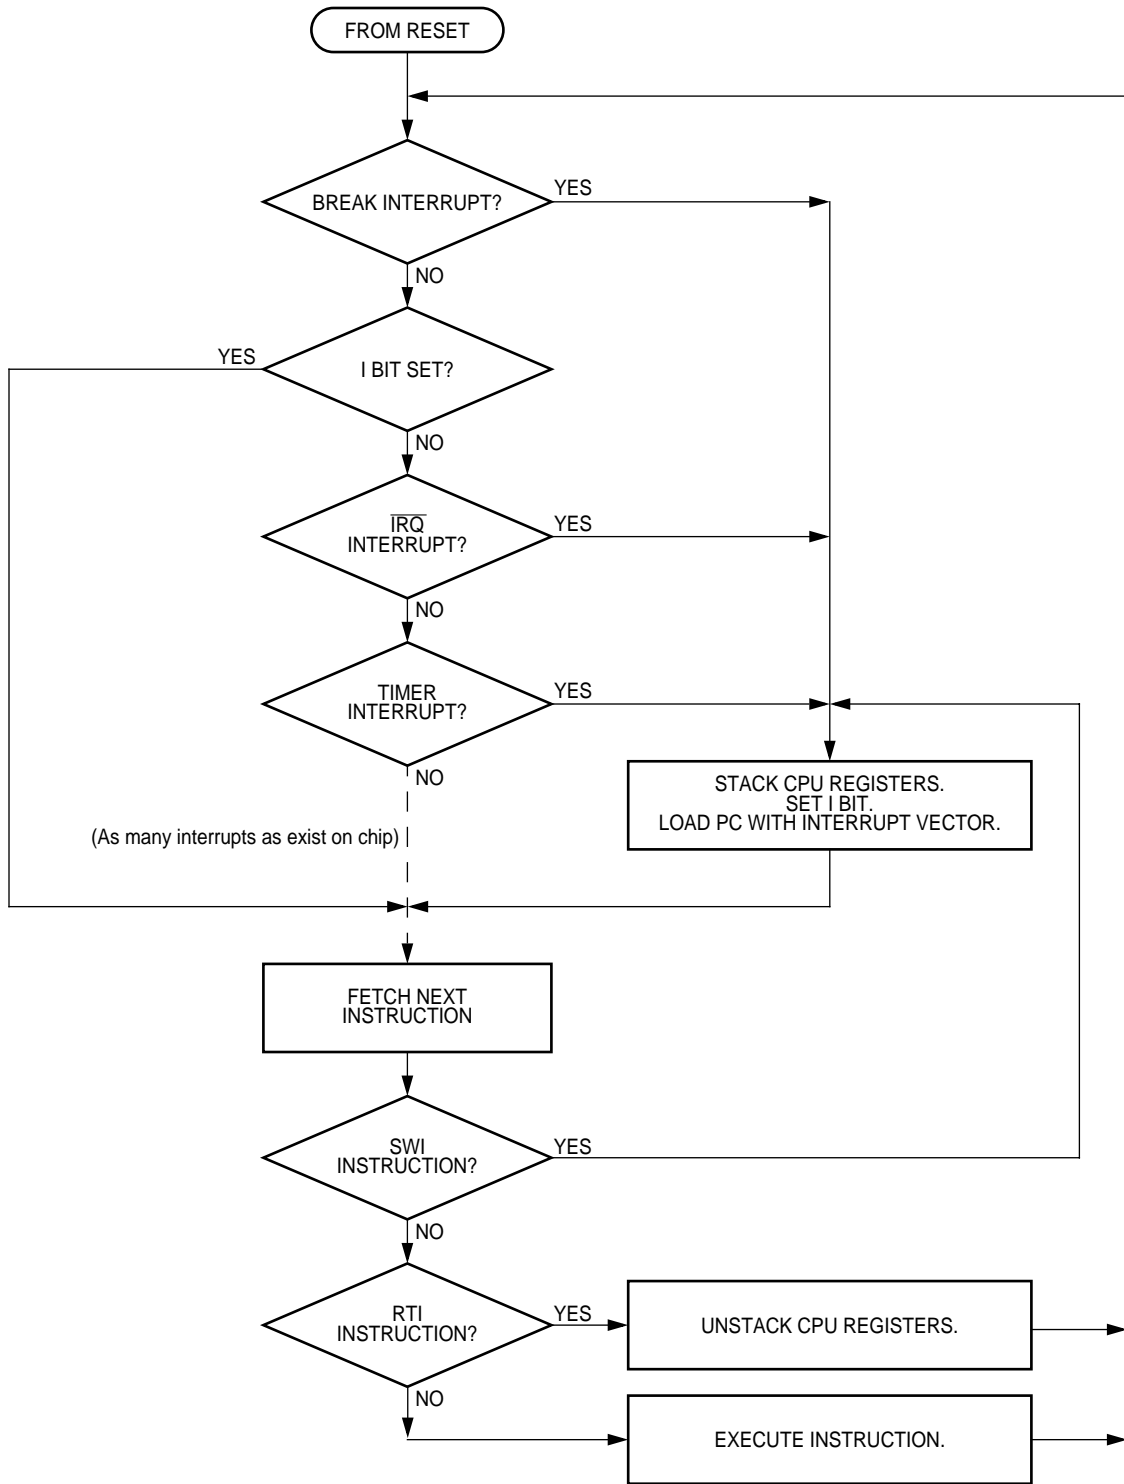 FROM RESET
BREAK INTERRUPT?
YES
NO
YES
I BIT SET?
NO
IRQ
INTERRUPT?
YES
NO
TIMER
INTERRUPT?
YES
NO
STACK CPU REGISTERS.
SET I BIT.
LOAD PC WITH INTERRUPT VECTOR.
(As many interrupts as exist on chip)
FETCH NEXT
INSTRUCTION
SWI
INSTRUCTION?
YES
NO
RTI
INSTRUCTION?
YES
UNSTACK CPU REGISTERS.
NO
EXECUTE INSTRUCTION.